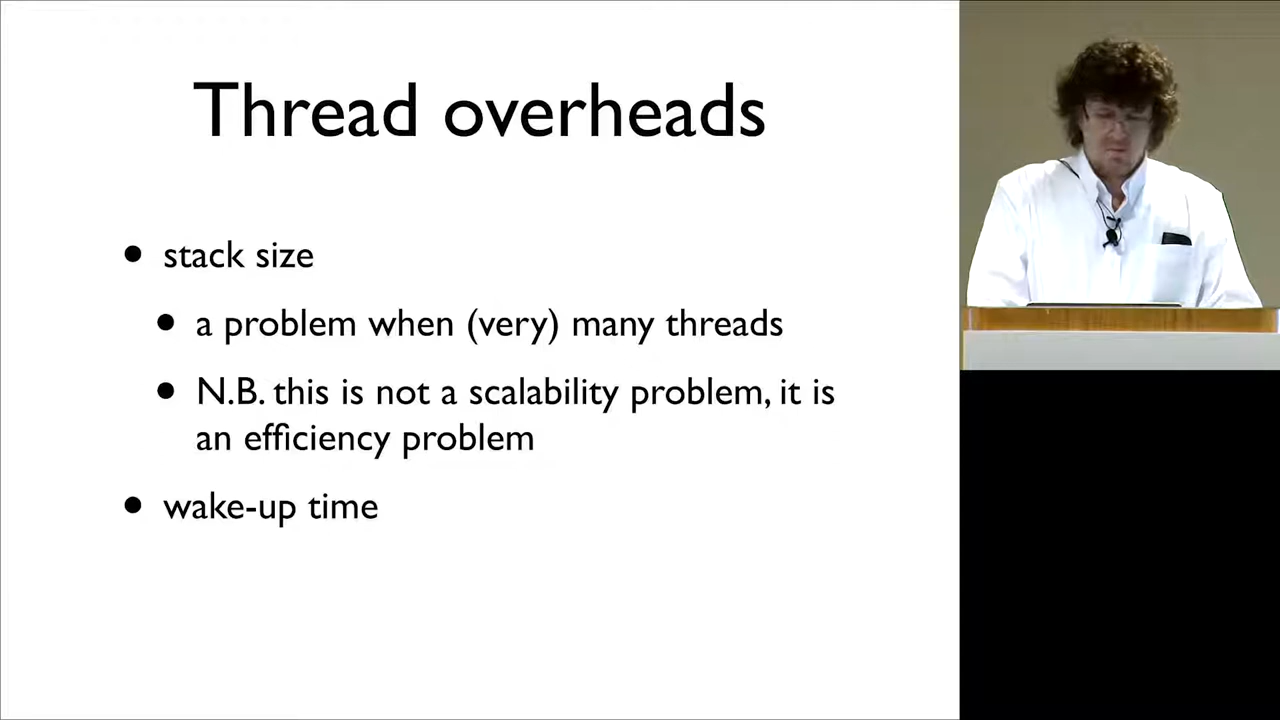 Thread overheads
• stack size
• a problem when (very) many threads
• N.B. this is not a scalability problem, it is
an efficiency problem
• wake-up time